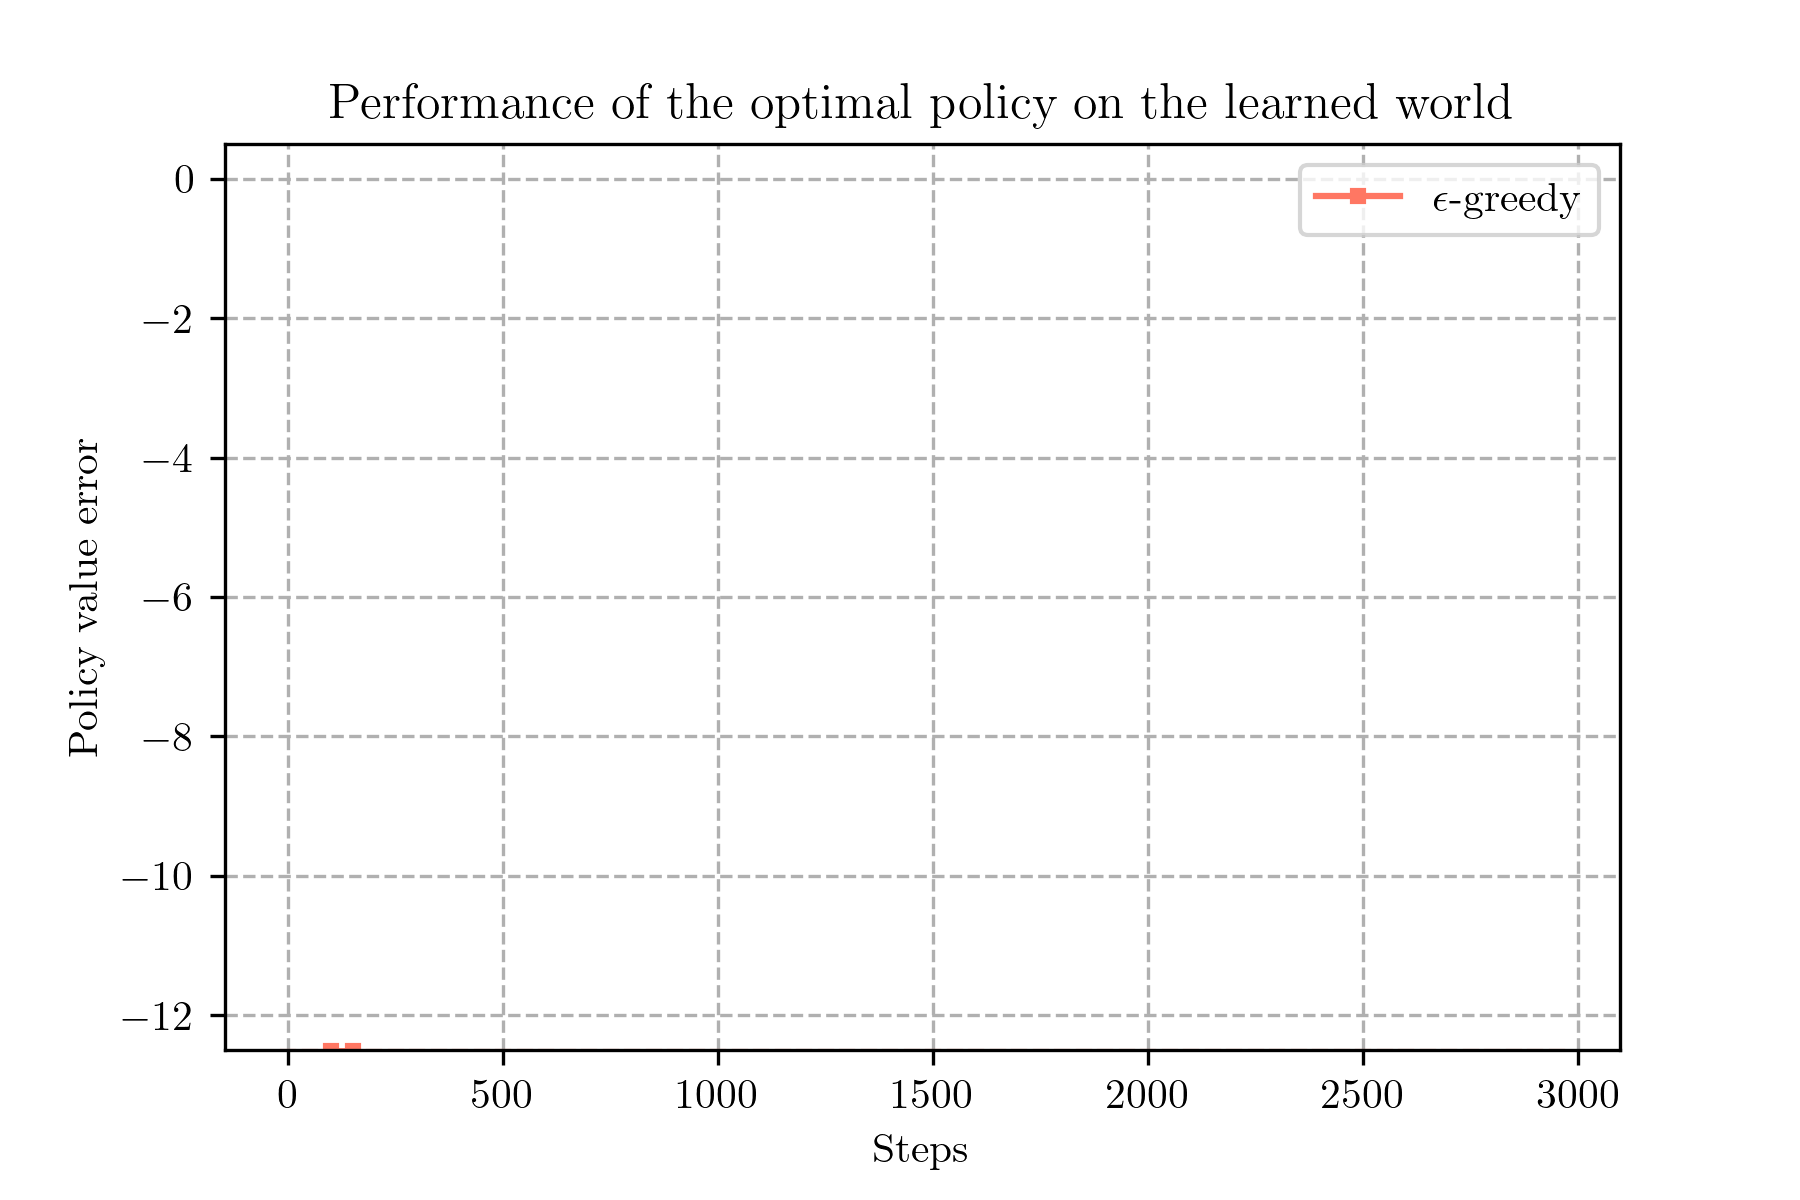 Performance of the optimal policy on the learned world
ϵ-greedy
Policy value error
0
−2
−4
−6
−8
−10
−12
0 500 1000 1500 2000 2500 3000
Steps